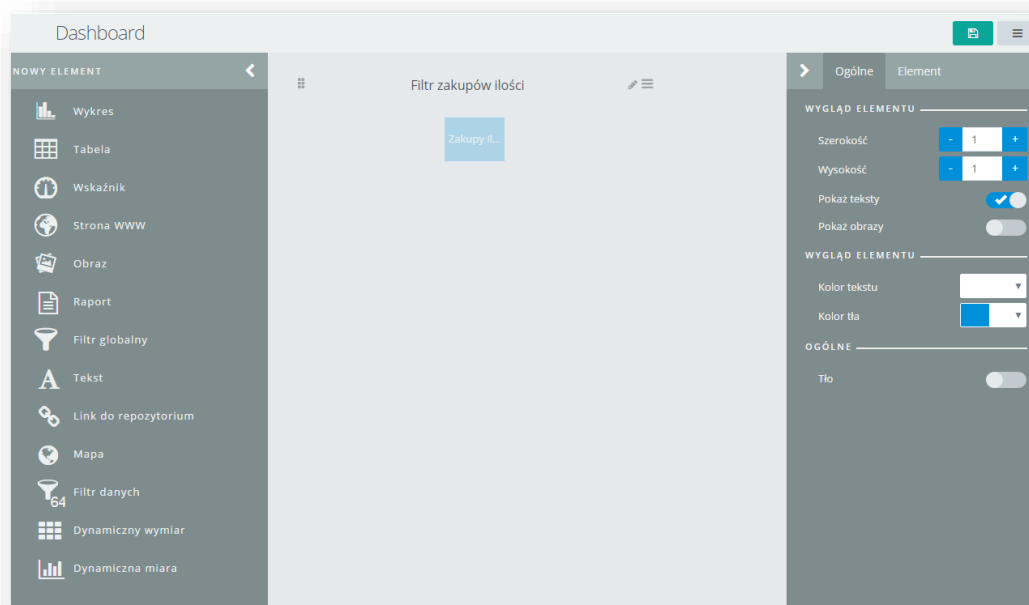 Dashboard
NOWY ELEMENT
Wykres
Tabela
Wskaźnik
Strona WWW
Obraz
Raport
Filtr globalny
Tekst
Link do repozytorium
Mapa
Filtr danych
64
Dynamiczny wymiar
Dynamiczna miara
Filtr zakupów ilości
Zakupy il...
Ogólne Element
WYGLĄD ELEMENTU
Szerokość - 1 +
Wysokość - 1 +
Pokaż teksty
Pokaż obrazy
WYGLĄD ELEMENTU
Kolor tekstu
Kolor tła
OGÓLNE
Tło